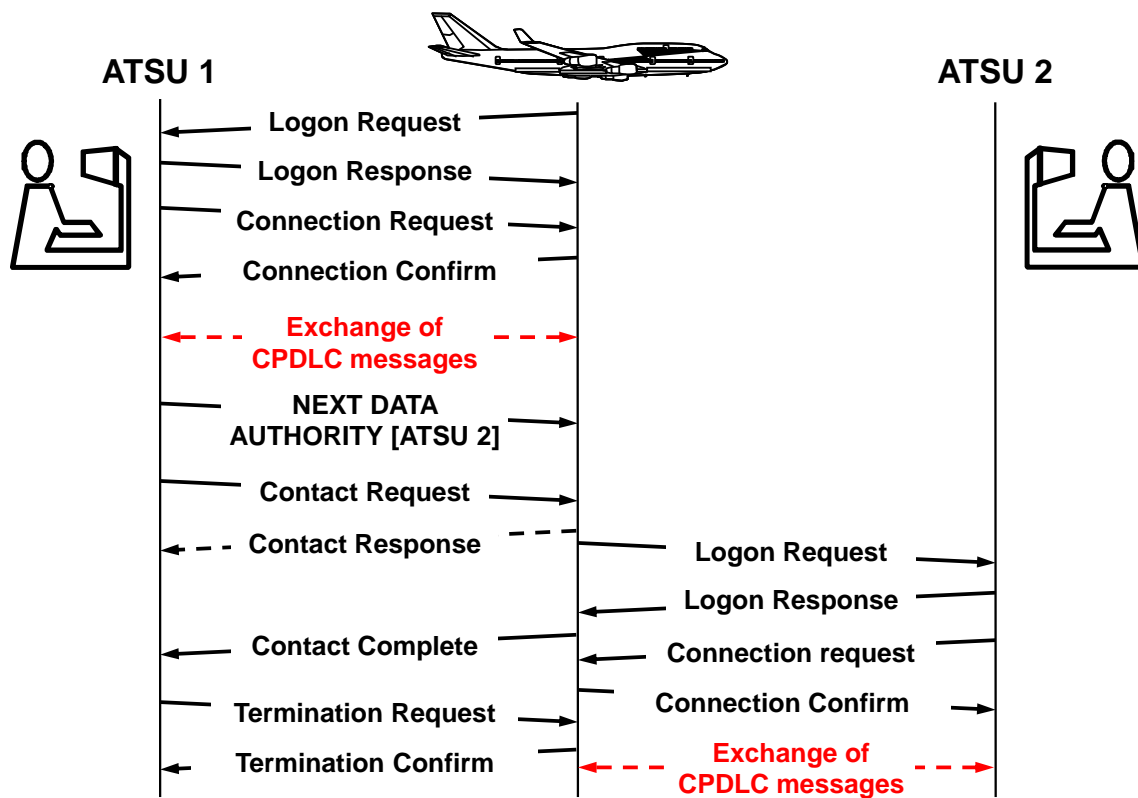 ATSU 1
ATSU 2
Logon Request
Logon Response
Connection Request
Connection Confirm
Exchange of
CPDLC messages
NEXT DATA
AUTHORITY [ATSU 2]
Contact Request
Contact Response
Logon Request
Logon Response
Contact Complete
Connection request
Connection Confirm
Termination Request
Termination Confirm
Exchange of
CPDLC messages